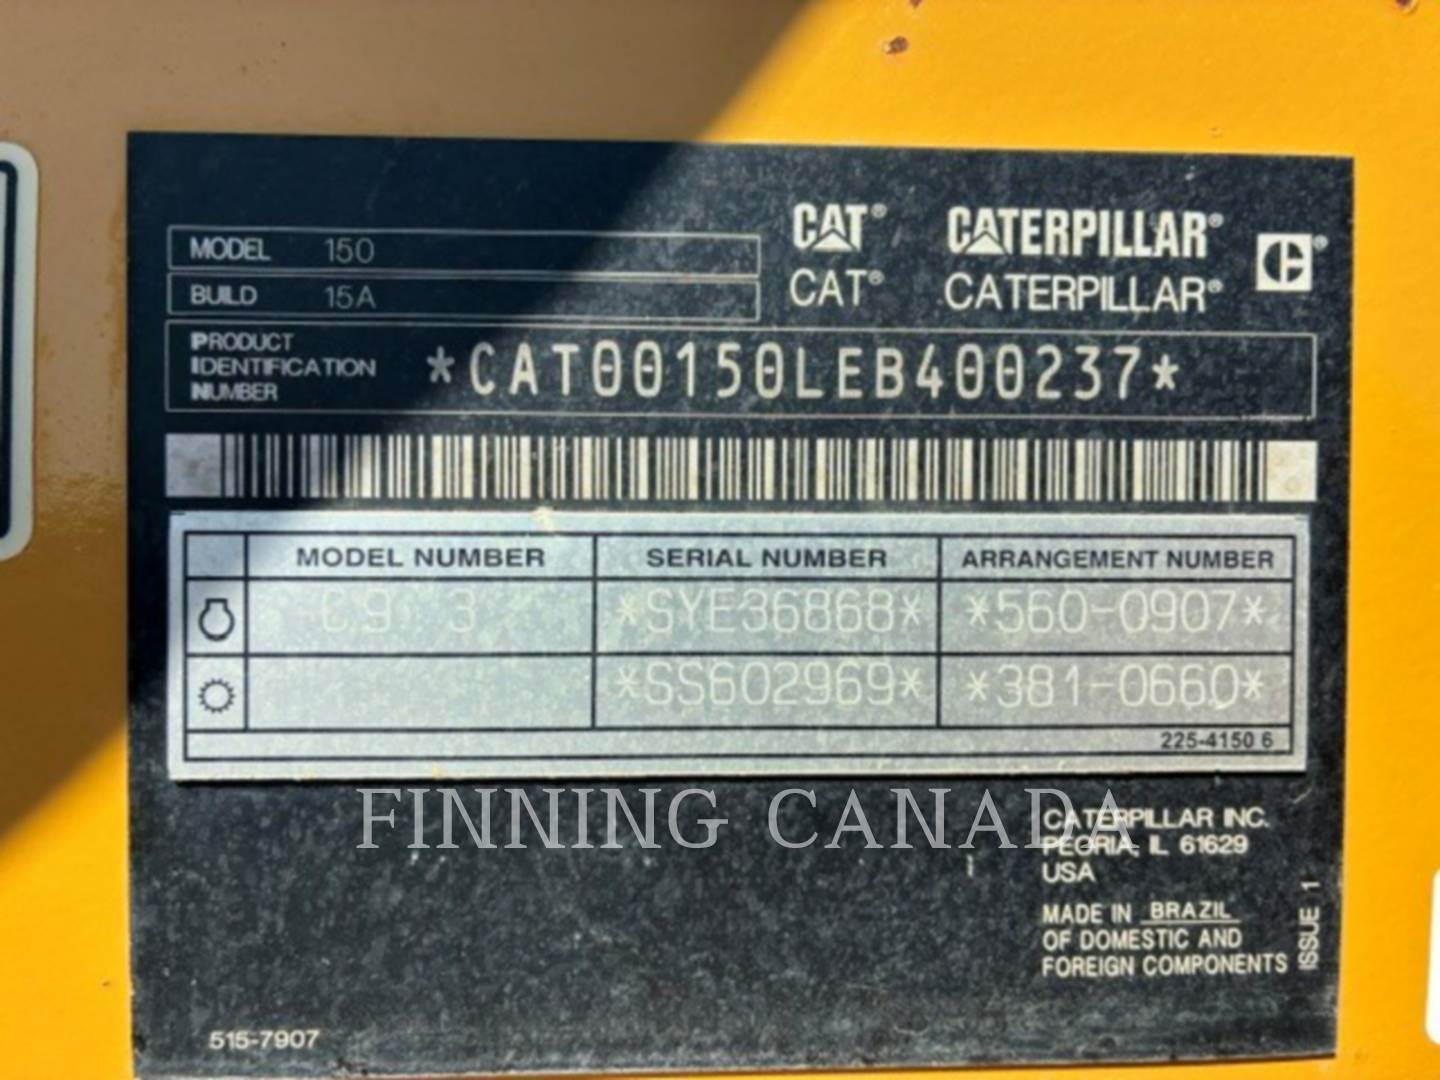 MODEL 150
BUILD 15A
CAT® CATERPILLAR®
CAT® CATERPILLAR®
PRODUCT
IDENTIFICATION
NUMBER
*CAT00150LEB400237*
MODEL NUMBER SERIAL NUMBER ARRANGEMENT NUMBER
C9 3 *SYE36868* *560-0907*
*SS602969* *381-0660*
225-4150 6
FINNING CANADA
CATERPILLAR INC.
PEORIA, IL 61629
USA
MADE IN BRAZIL
OF DOMESTIC AND
FOREIGN COMPONENTS
ISSUE 1
515-7907